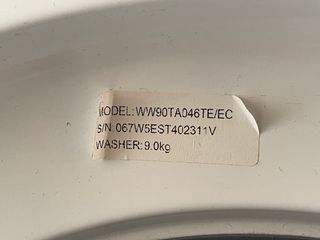 MODEL: WW90TA046TE/EC
S/N: 067W5EST402311V
WASHER: 9.0kg